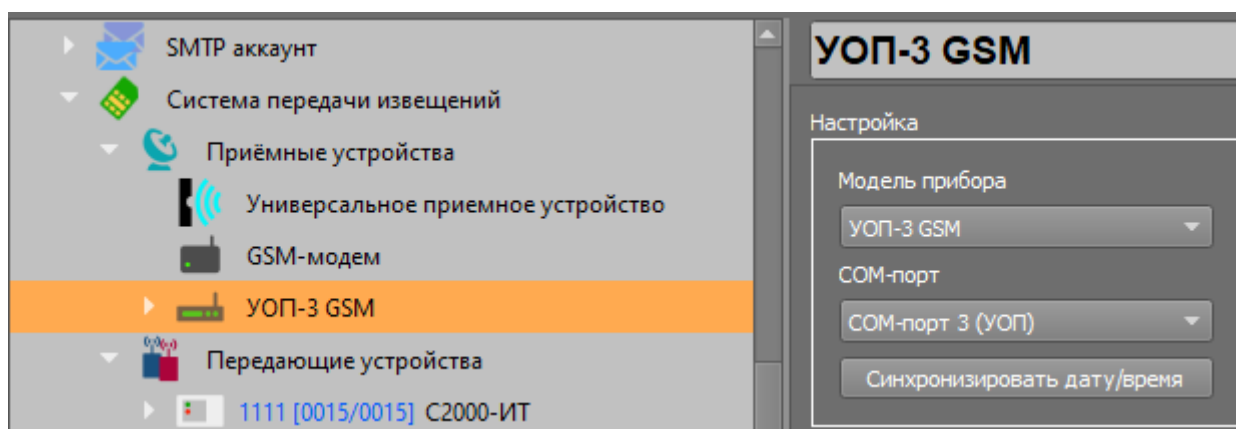 SMTP аккаунт
Система передачи извещений
Приёмные устройства
Универсальное приемное устройство
GSM-модем
УОП-3 GSM
Передающие устройства
1111 [0015/0015] С2000-ИТ
УОП-3 GSM
Настройка
Модель прибора
УОП-3 GSM
COM-порт
COM-порт 3 (УОП)
Синхронизировать дату/время